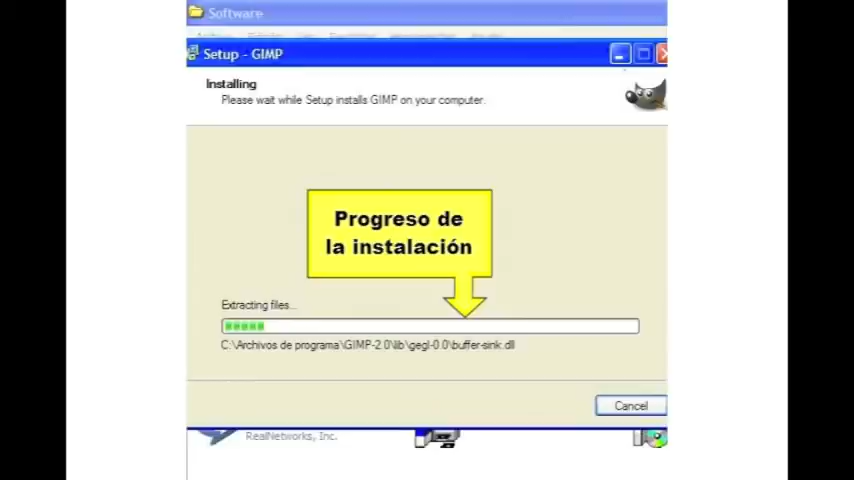 Software
Setup - GIMP
Installing
Please wait while Setup installs GIMP on your computer.
Progreso de
la instalación
Extracting files...
C:\Archivos de programa\GIMP-2.0\lib\gegl-0.0\buffer-sink.dll
Cancel
RealNetworks, Inc.